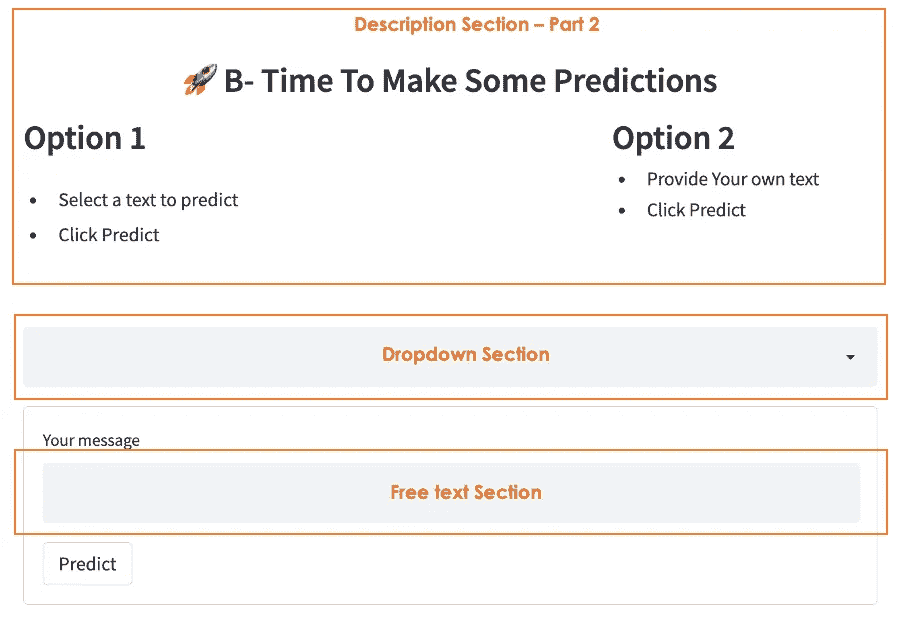 Description Section – Part 2
🚀 B- Time To Make Some Predictions
Option 1
Select a text to predict
Click Predict
Option 2
Provide Your own text
Click Predict
Dropdown Section
Your message
Free text Section
Predict